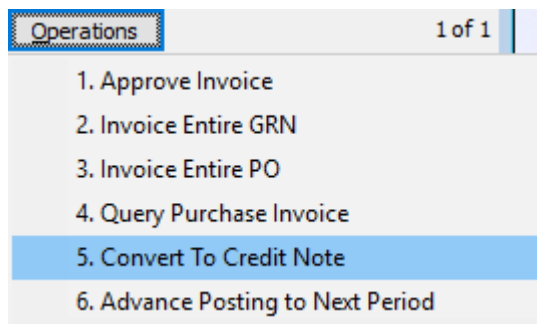 Operations 1 of 1
1. Approve Invoice
2. Invoice Entire GRN
3. Invoice Entire PO
4. Query Purchase Invoice
5. Convert To Credit Note
6. Advance Posting to Next Period